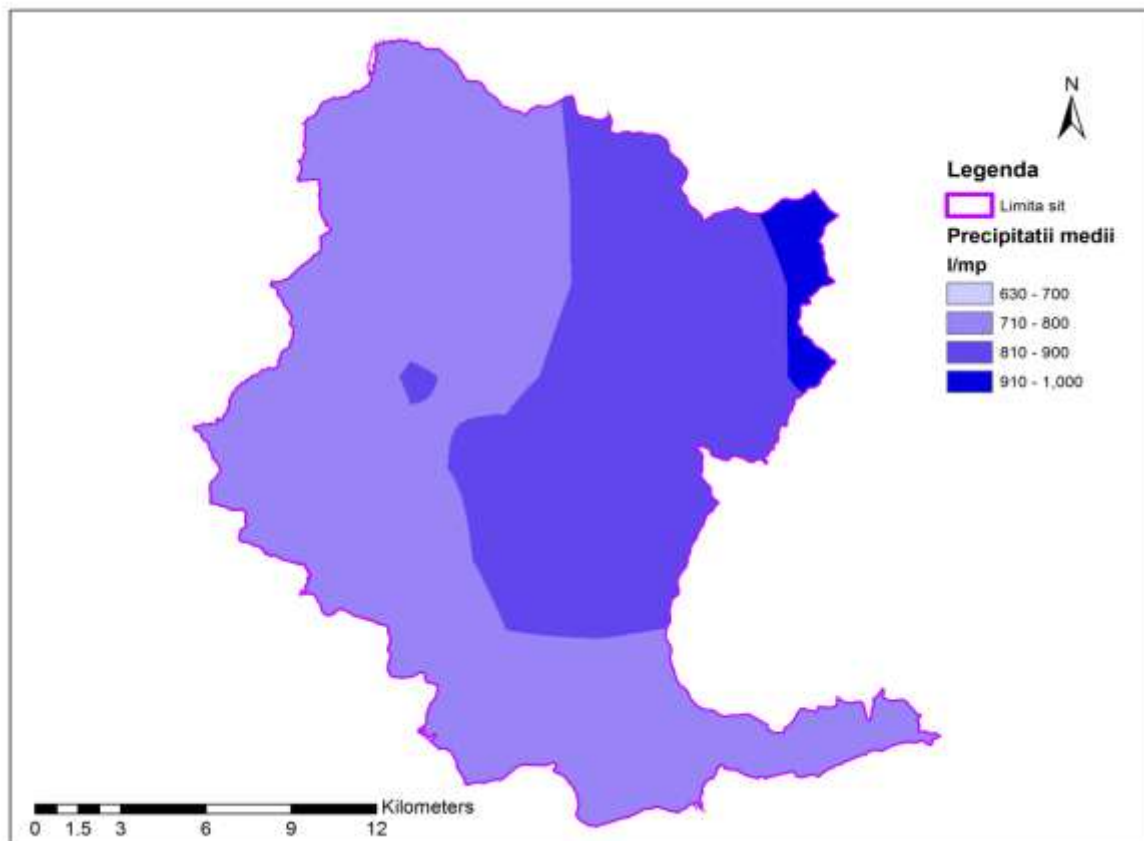 N
Legenda
Limita sit
Precipitatii medii
l/mp
630 - 700
710 - 800
810 - 900
910 - 1,000
Kilometers
0 1.5 3 6 9 12